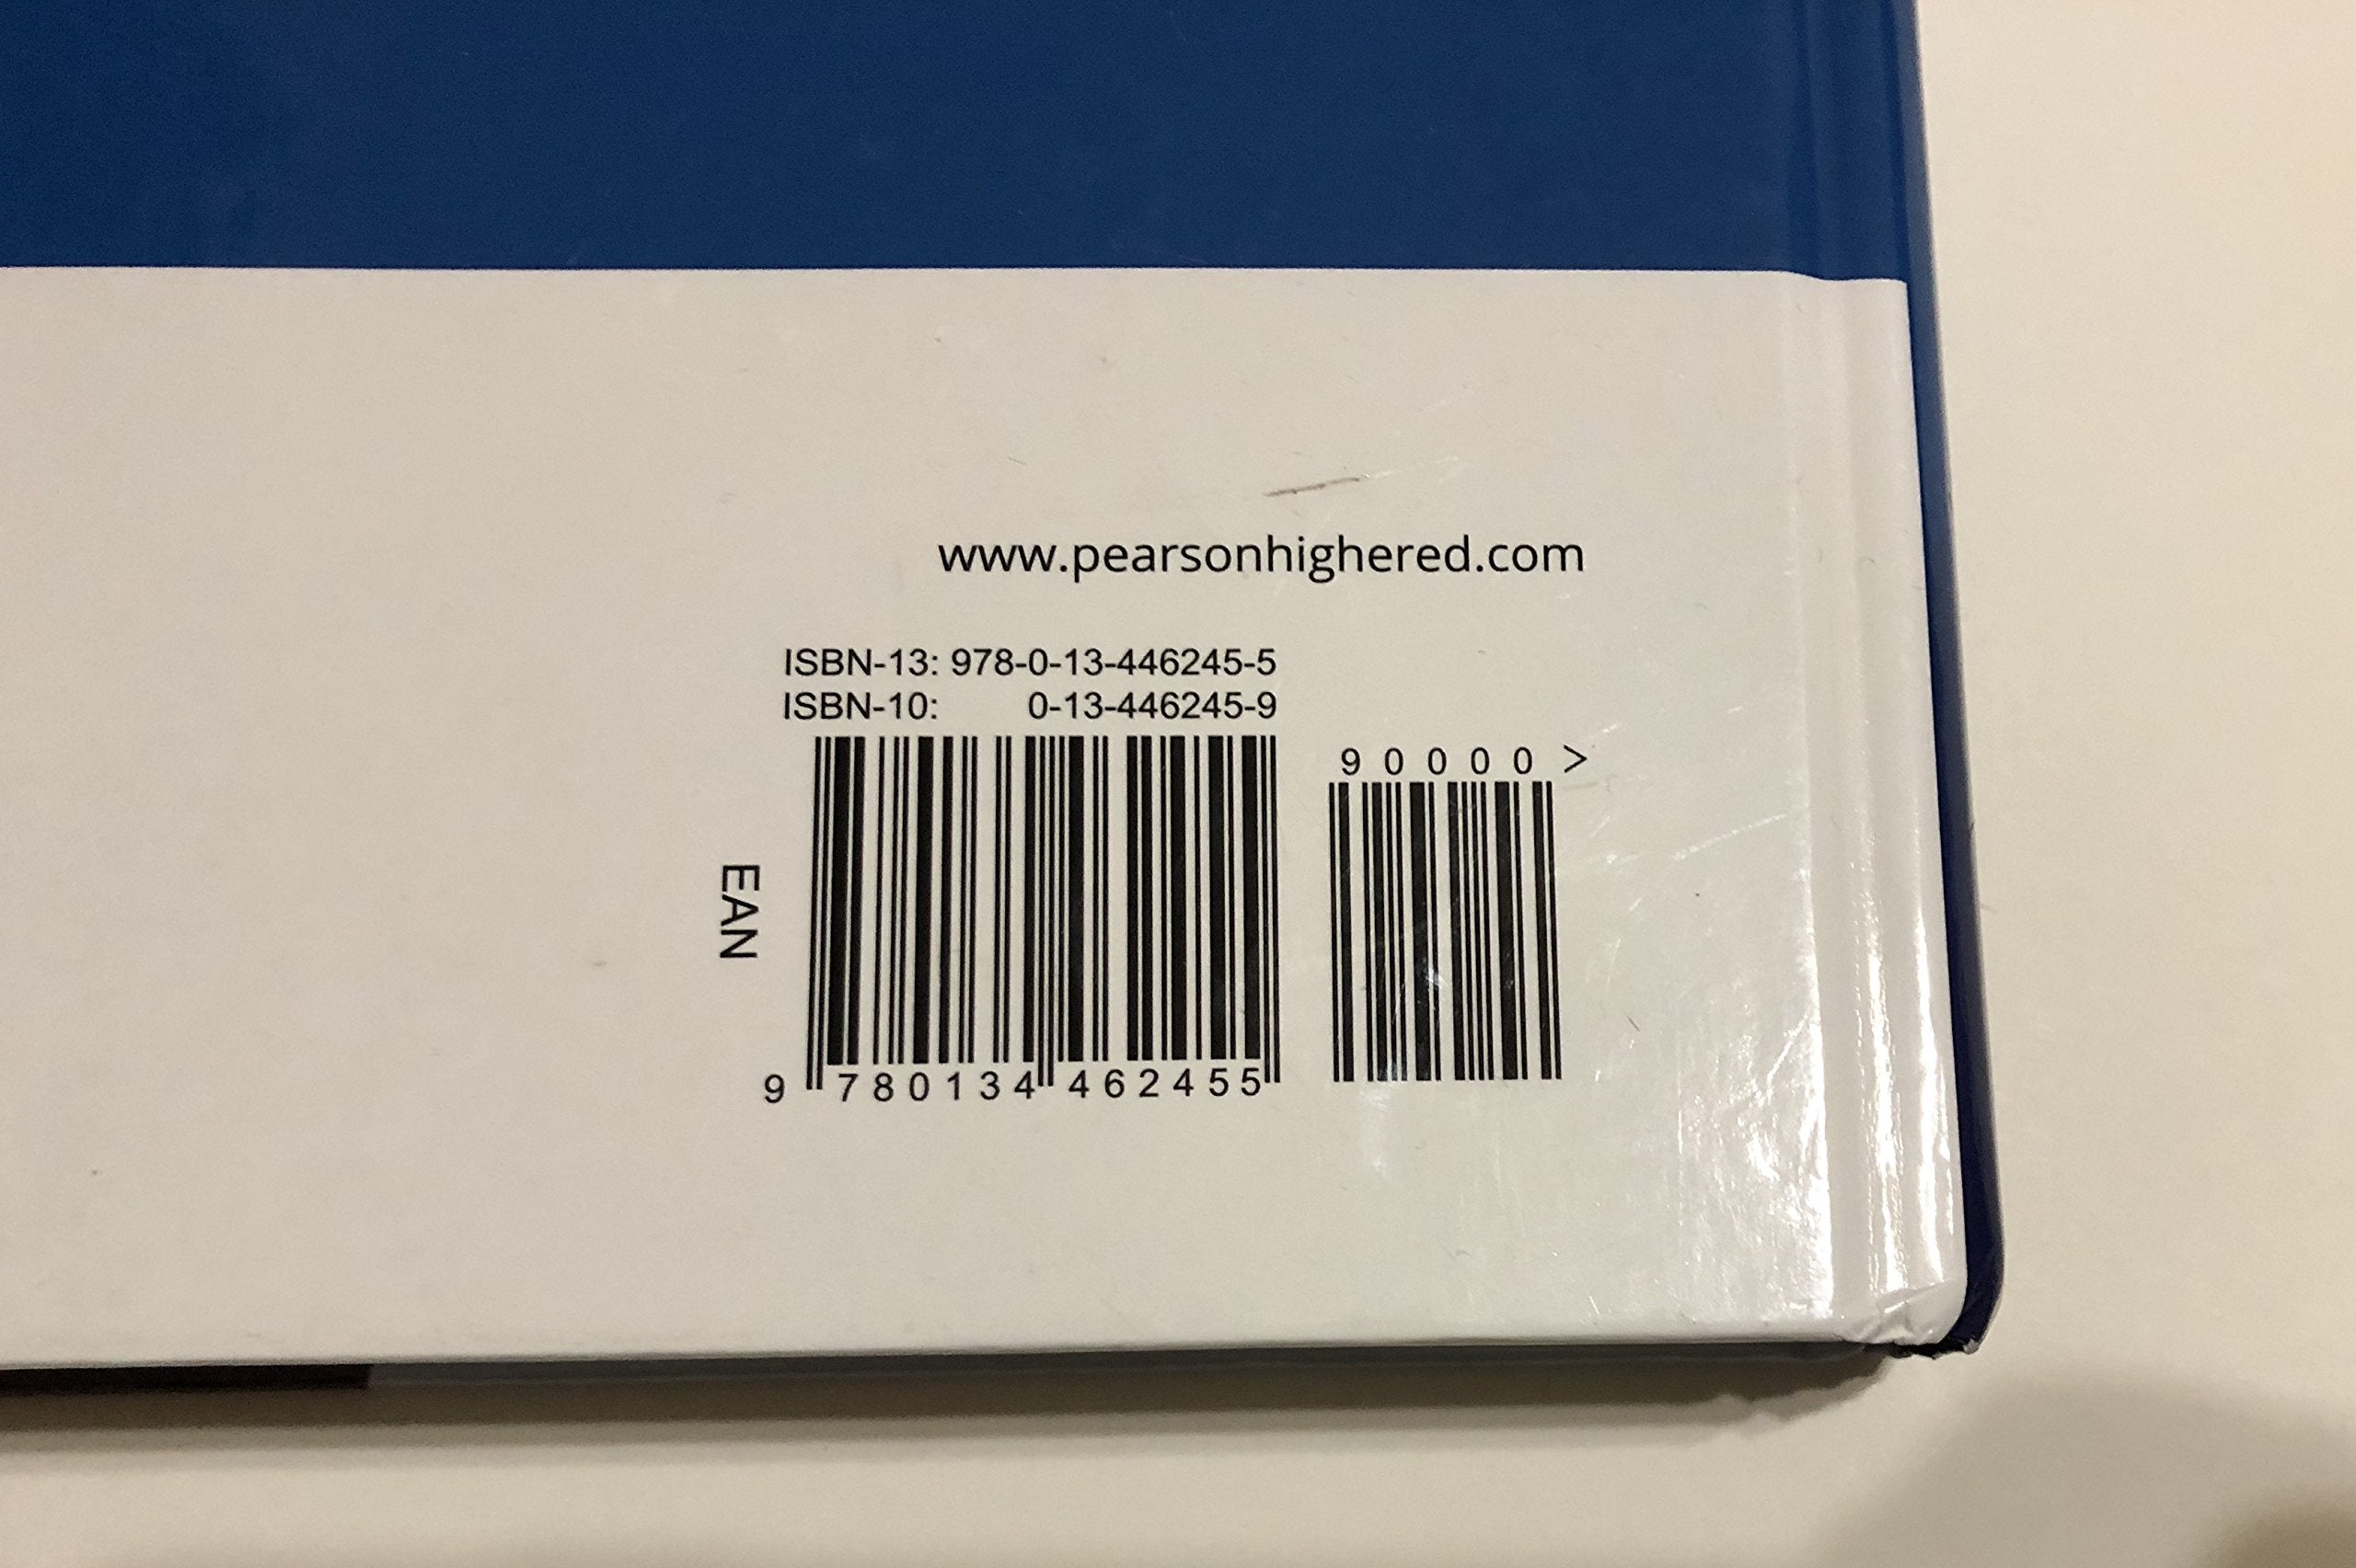 www.pearsonhighered.com
ISBN-13: 978-0-13-446245-5
ISBN-10: 0-13-446245-9
90000>
EAN
9 780134 462455